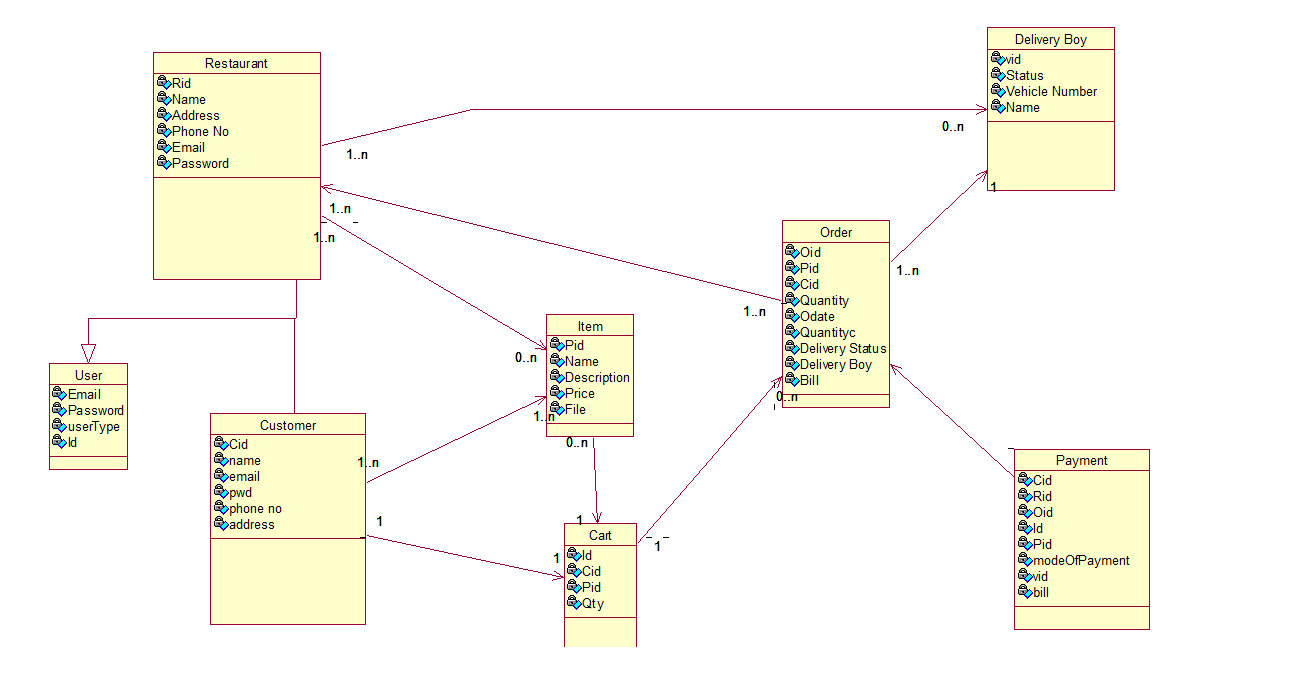 Restaurant
Rid
Name
Address
Phone No
Email
Password
Delivery Boy
vid
Status
Vehicle Number
Name
0..n
1..n
1
1..n
1..n
Order
Oid
Pid
Cid
Quantity
Odate
Quantityc
Delivery Status
Delivery Boy
Bill
1..n
1..n
0..n
Item
Pid
Name
Description
Price
File
0..n
1..n
0..n
User
Email
Password
userType
Id
Customer
Cid
name
email
pwd
phone no
address
1..n
1
1
1
Cart
Id
Cid
Pid
Qty
1
Payment
Cid
Rid
Oid
Id
Pid
modeOfPayment
vid
bill